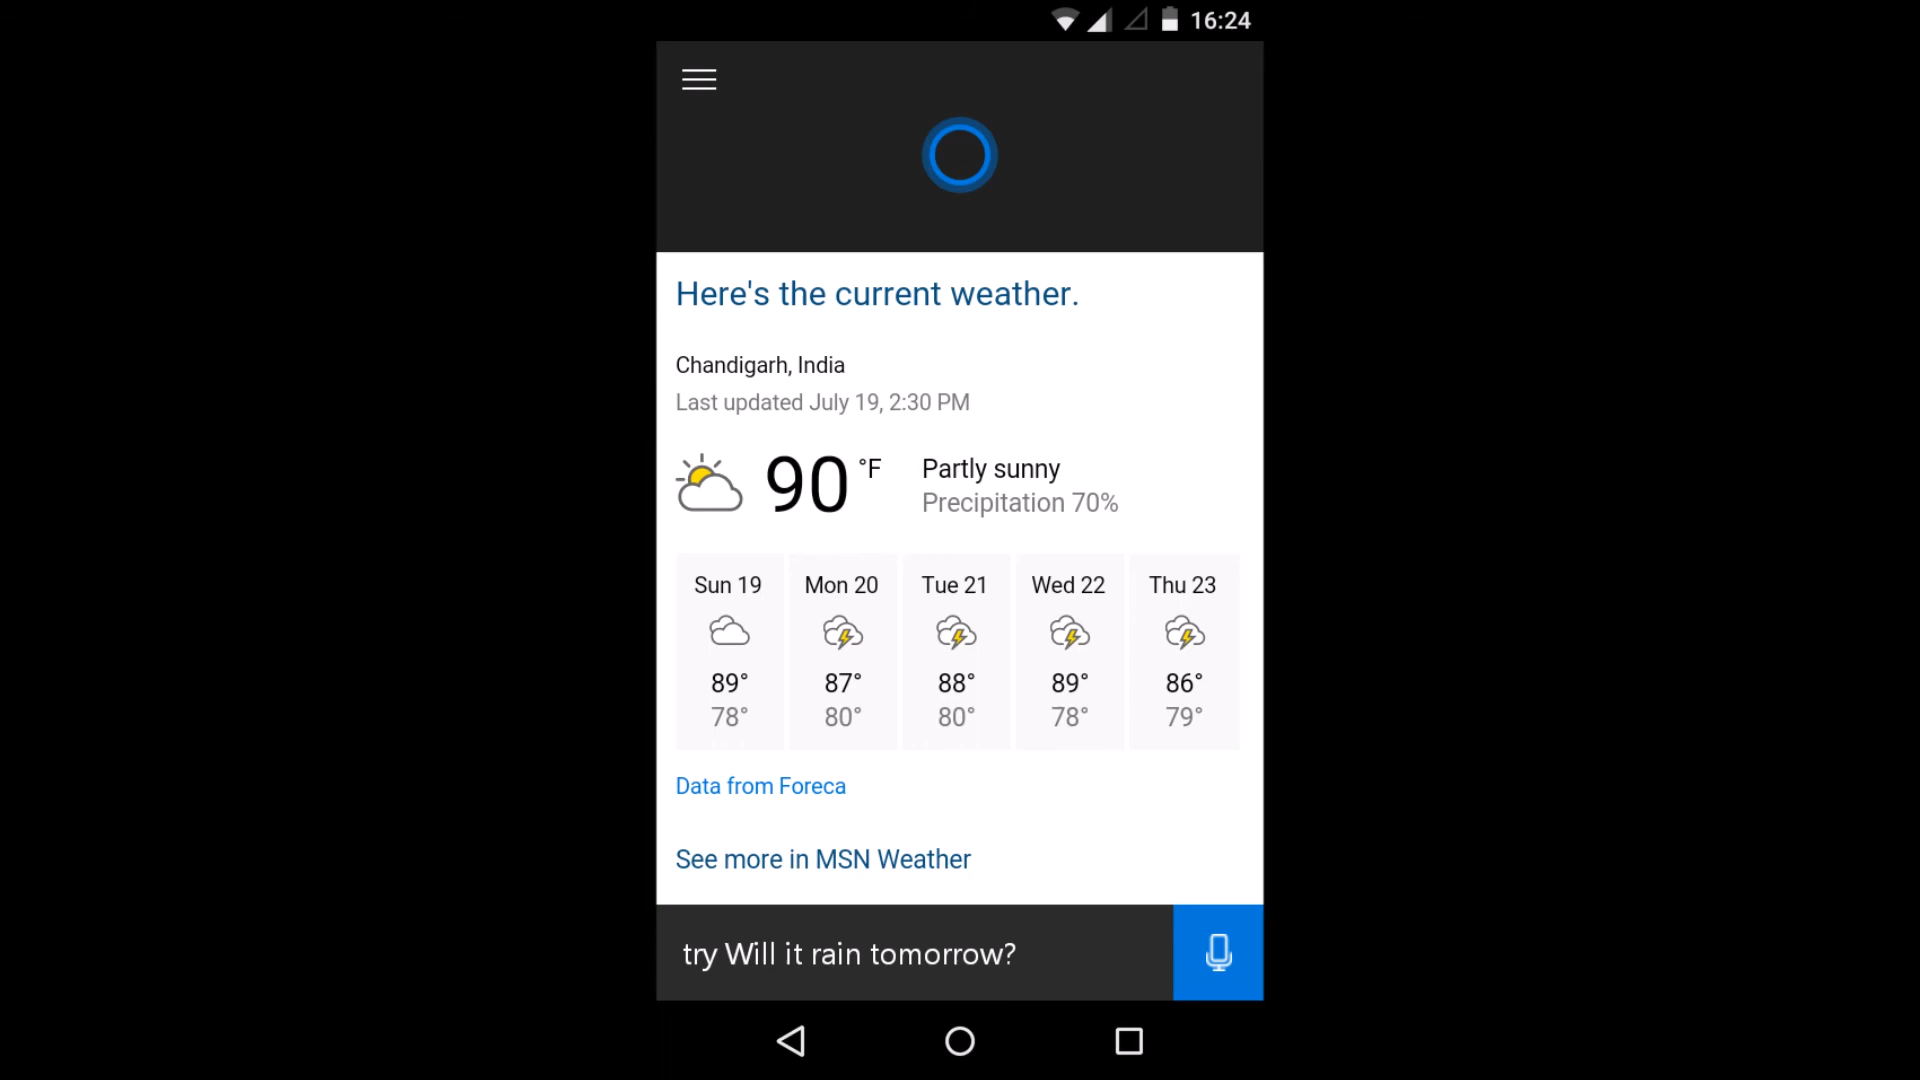 16:24
Here's the current weather.
Chandigarh, India
Last updated July 19, 2:30 PM
90 °F Partly sunny
Precipitation 70%
Sun 19 Mon 20 Tue 21 Wed 22 Thu 23
89° 87° 88° 89° 86°
78° 80° 80° 78° 79°
Data from Foreca
See more in MSN Weather
try Will it rain tomorrow?